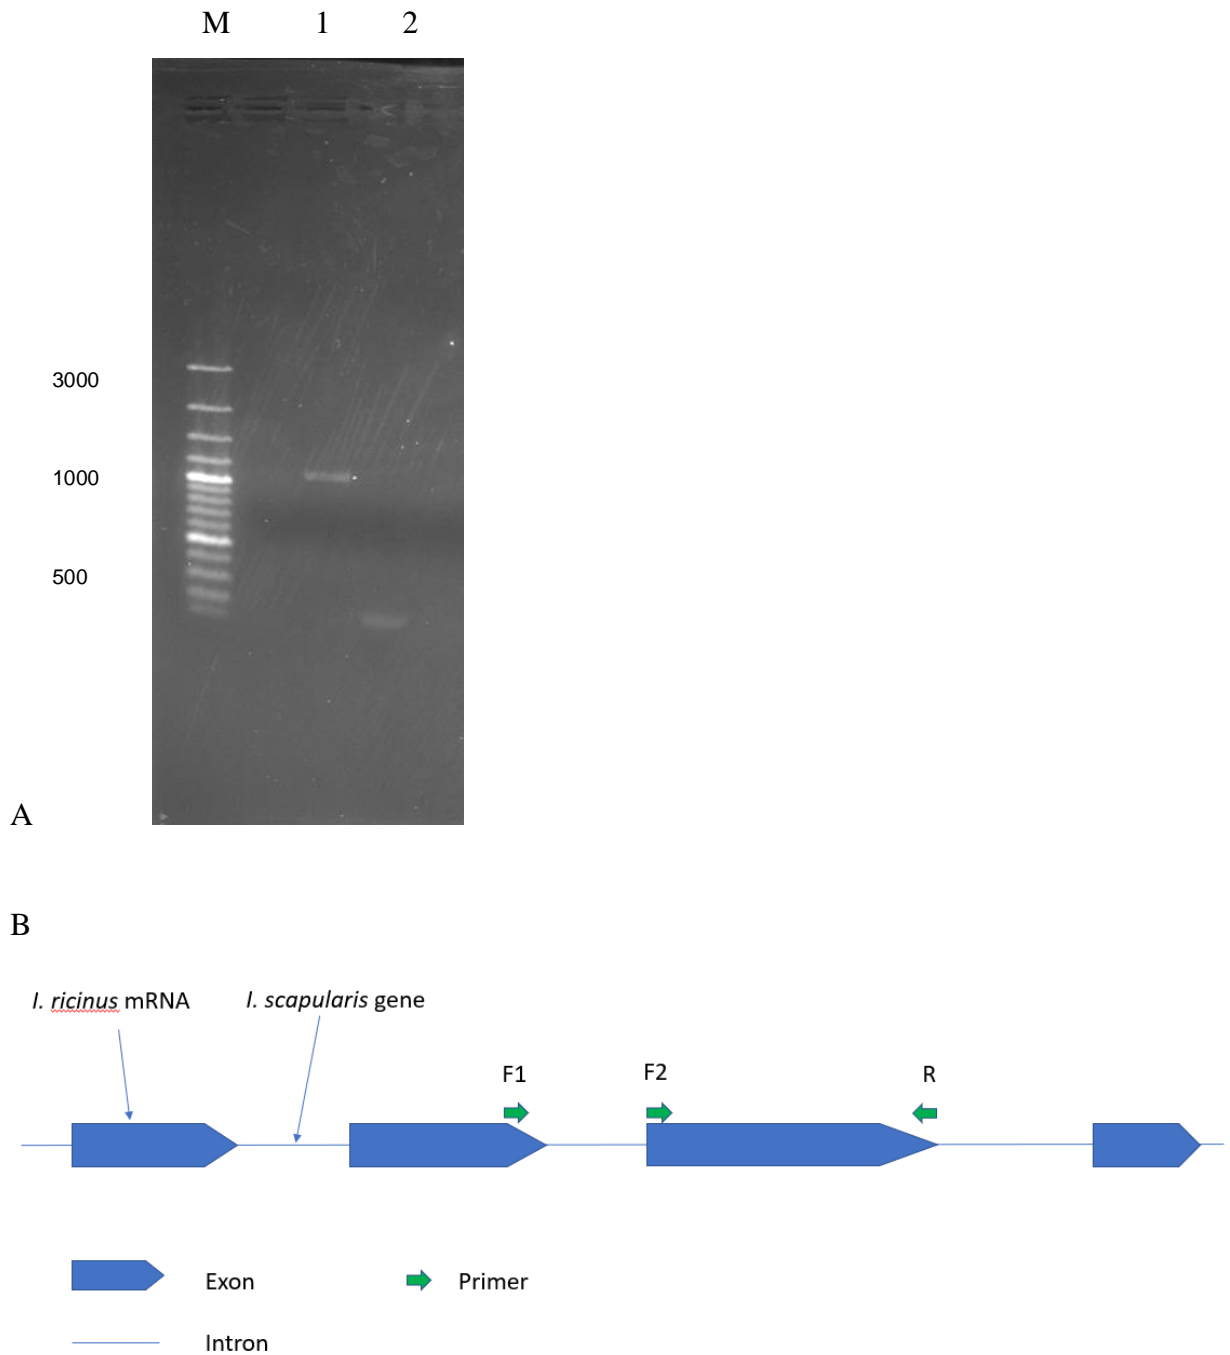 M 1 2
3000
1000
500
A
B
I. ricinus mRNA I. scapularis gene
F1 F2 R
Exon Primer
Intron